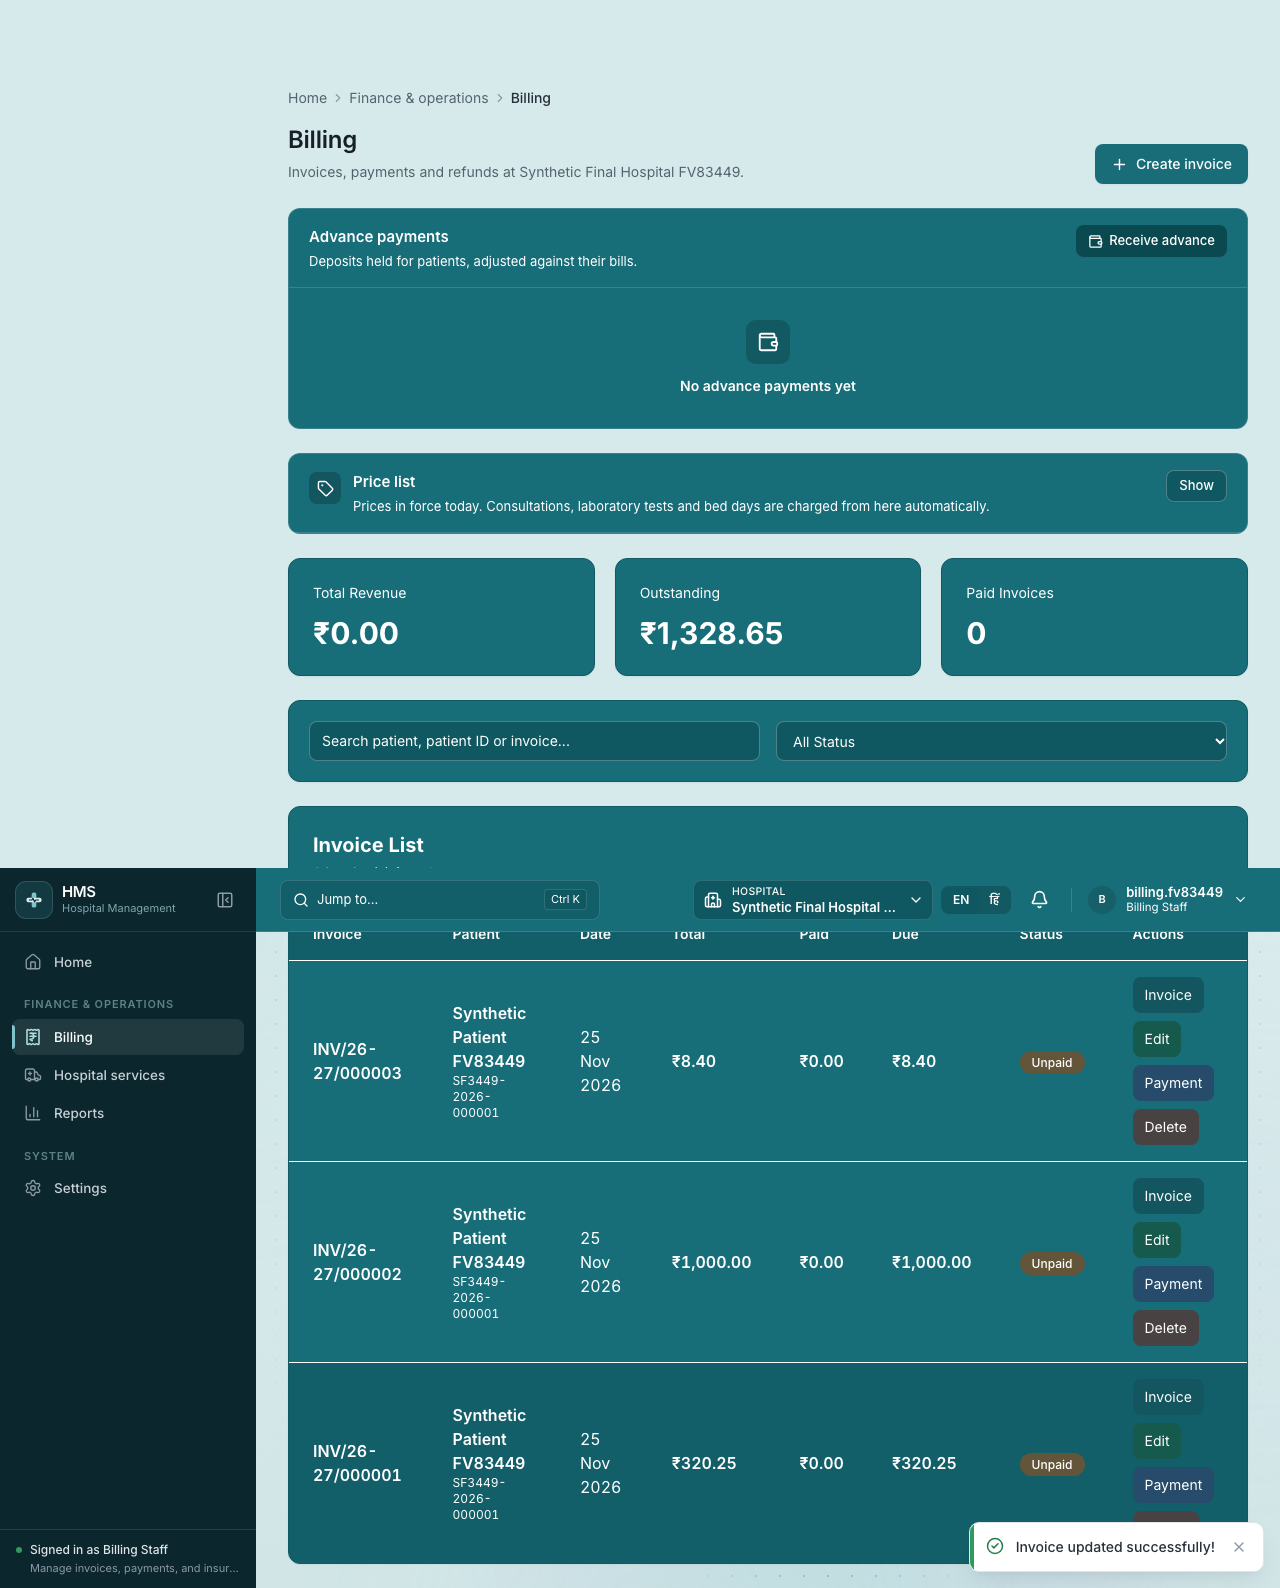 Home > Finance & operations > Billing
Billing
Invoices, payments and refunds at Synthetic Final Hospital FV83449.
Create invoice
Advance payments
Deposits held for patients, adjusted against their bills.
Receive advance
No advance payments yet
Price list
Prices in force today. Consultations, laboratory tests and bed days are charged from here automatically.
Show
Total Revenue
₹0.00
Outstanding
₹1,328.65
Paid Invoices
0
Search patient, patient ID or invoice...
All Status
Invoice List
HMS
Hospital Management
Jump to...
Ctrl K
HOSPITAL
Synthetic Final Hospital ...
EN
हिं
B
billing.fv83449
Billing Staff
Home
FINANCE & OPERATIONS
Billing
Hospital services
Reports
SYSTEM
Settings
Invoice Patient Date Total Paid Due Status Actions
INV/26-
27/000003
Synthetic
Patient
FV83449
SF3449-
2026-
000001
25
Nov
2026
₹8.40
₹0.00
₹8.40
Unpaid
Invoice
Edit
Payment
Delete
INV/26-
27/000002
Synthetic
Patient
FV83449
SF3449-
2026-
000001
25
Nov
2026
₹1,000.00
₹0.00
₹1,000.00
Unpaid
Invoice
Edit
Payment
Delete
INV/26-
27/000001
Synthetic
Patient
FV83449
SF3449-
2026-
000001
25
Nov
2026
₹320.25
₹0.00
₹320.25
Unpaid
Invoice
Edit
Payment
Signed in as Billing Staff
Manage invoices, payments, and insur...
Invoice updated successfully!